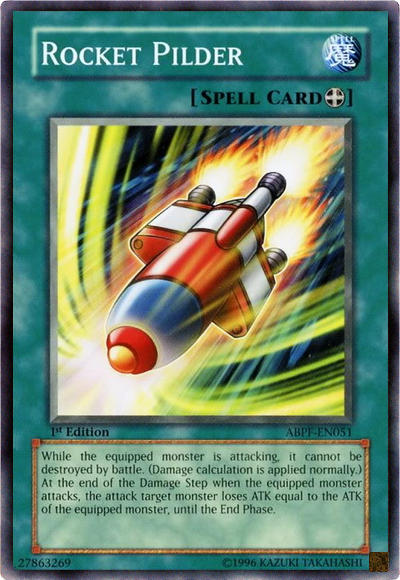 ROCKET PILDER
魔
[SPELL CARD]
1st Edition
ABPF-EN051
While the equipped monster is attacking, it cannot be
destroyed by battle. (Damage calculation is applied normally.)
At the end of the Damage Step when the equipped monster
attacks, the attack target monster loses ATK equal to the ATK
of the equipped monster, until the End Phase.
27863269
©1996 KAZUKI TAKAHASHI